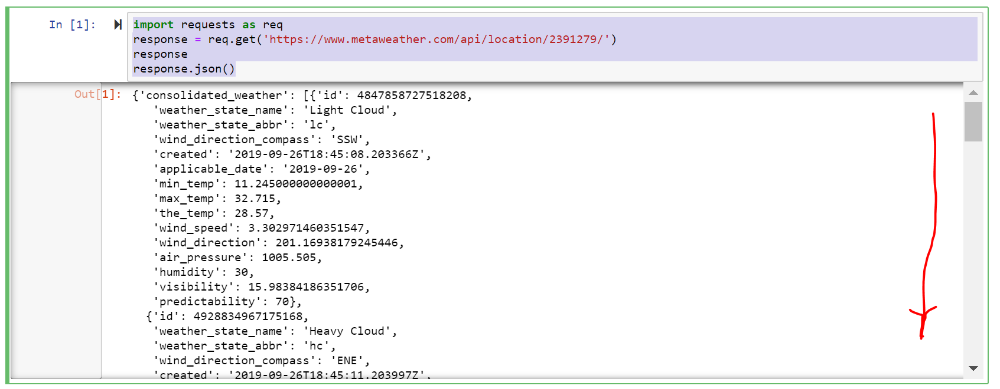 In [1]:
import requests as req
response = req.get('https://www.metaweather.com/api/location/2391279/')
response
response.json()
Out[1]:
{'consolidated_weather': [{'id': 4847858727518208,
'weather_state_name': 'Light Cloud',
'weather_state_abbr': 'lc',
'wind_direction_compass': 'SSW',
'created': '2019-09-26T18:45:08.203366Z',
'applicable_date': '2019-09-26',
'min_temp': 11.245000000000001,
'max_temp': 32.715,
'the_temp': 28.57,
'wind_speed': 3.302971460351547,
'wind_direction': 201.16938179245446,
'air_pressure': 1005.505,
'humidity': 30,
'visibility': 15.98384186351706,
'predictability': 70},
{'id': 4928834967175168,
'weather_state_name': 'Heavy Cloud',
'weather_state_abbr': 'hc',
'wind_direction_compass': 'ENE',
'created': '2019-09-26T18:45:11.203997Z',